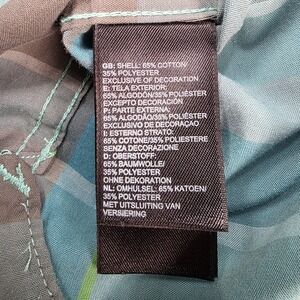 GB: SHELL: 65% COTTON/
35% POLYESTER
EXCLUSIVE OF DECORATION
E: TELA EXTERIOR:
65% ALGODÓN/35% POLIÉSTER
EXCEPTO DECORACIÓN
P: PARTE EXTERNA:
65% ALGODÃO/35% POLIÉSTER
EXCLUSIVO DE DECORAÇÃO
I: ESTERNO STRATO:
65% COTONE/35% POLIESTERE
SENZA DECORAZIONE
D: OBERSTOFF:
65% BAUMWOLLE/
35% POLYESTER
OHNE DEKORATION
NL: OMHULSEL: 65% KATOEN/
35% POLYESTER
MET UITSLUITING VAN
VERSIERING